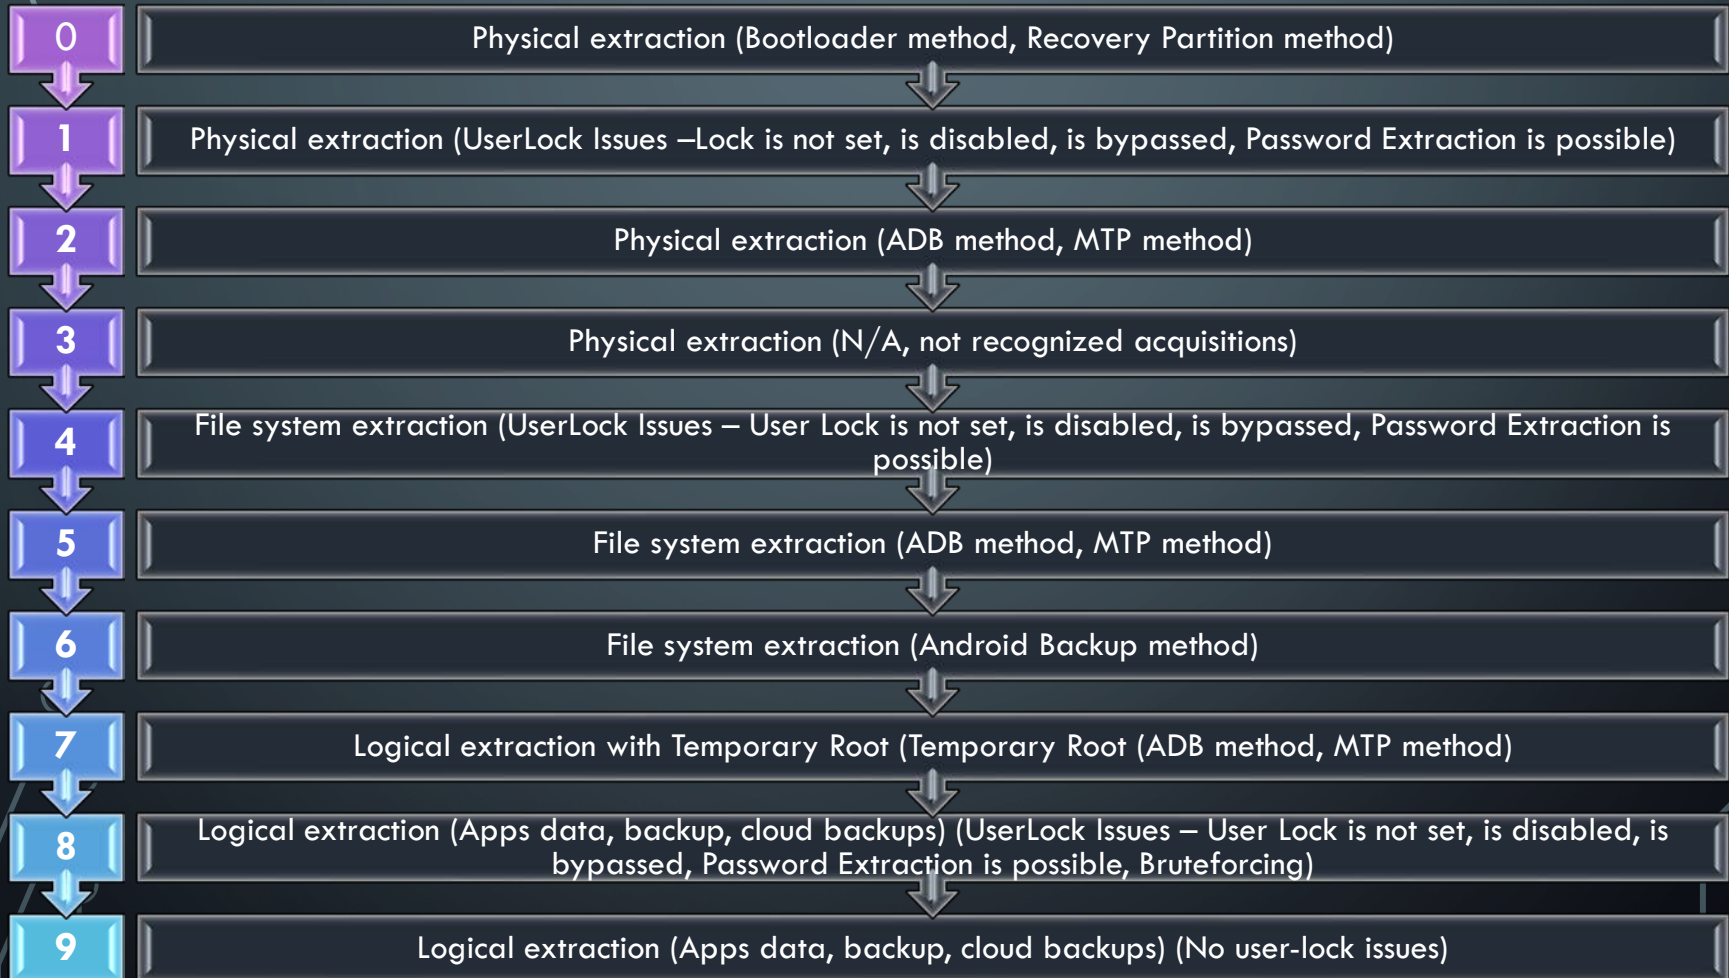 0
Physical extraction (Bootloader method, Recovery Partition method)
1
Physical extraction (UserLock Issues –Lock is not set, is disabled, is bypassed, Password Extraction is possible)
2
Physical extraction (ADB method, MTP method)
3
Physical extraction (N/A, not recognized acquisitions)
4
File system extraction (UserLock Issues – User Lock is not set, is disabled, is bypassed, Password Extraction is
possible)
5
File system extraction (ADB method, MTP method)
6
File system extraction (Android Backup method)
7
Logical extraction with Temporary Root (Temporary Root (ADB method, MTP method)
8
Logical extraction (Apps data, backup, cloud backups) (UserLock Issues – User Lock is not set, is disabled, is
bypassed, Password Extraction is possible, Bruteforcing)
9
Logical extraction (Apps data, backup, cloud backups) (No user-lock issues)